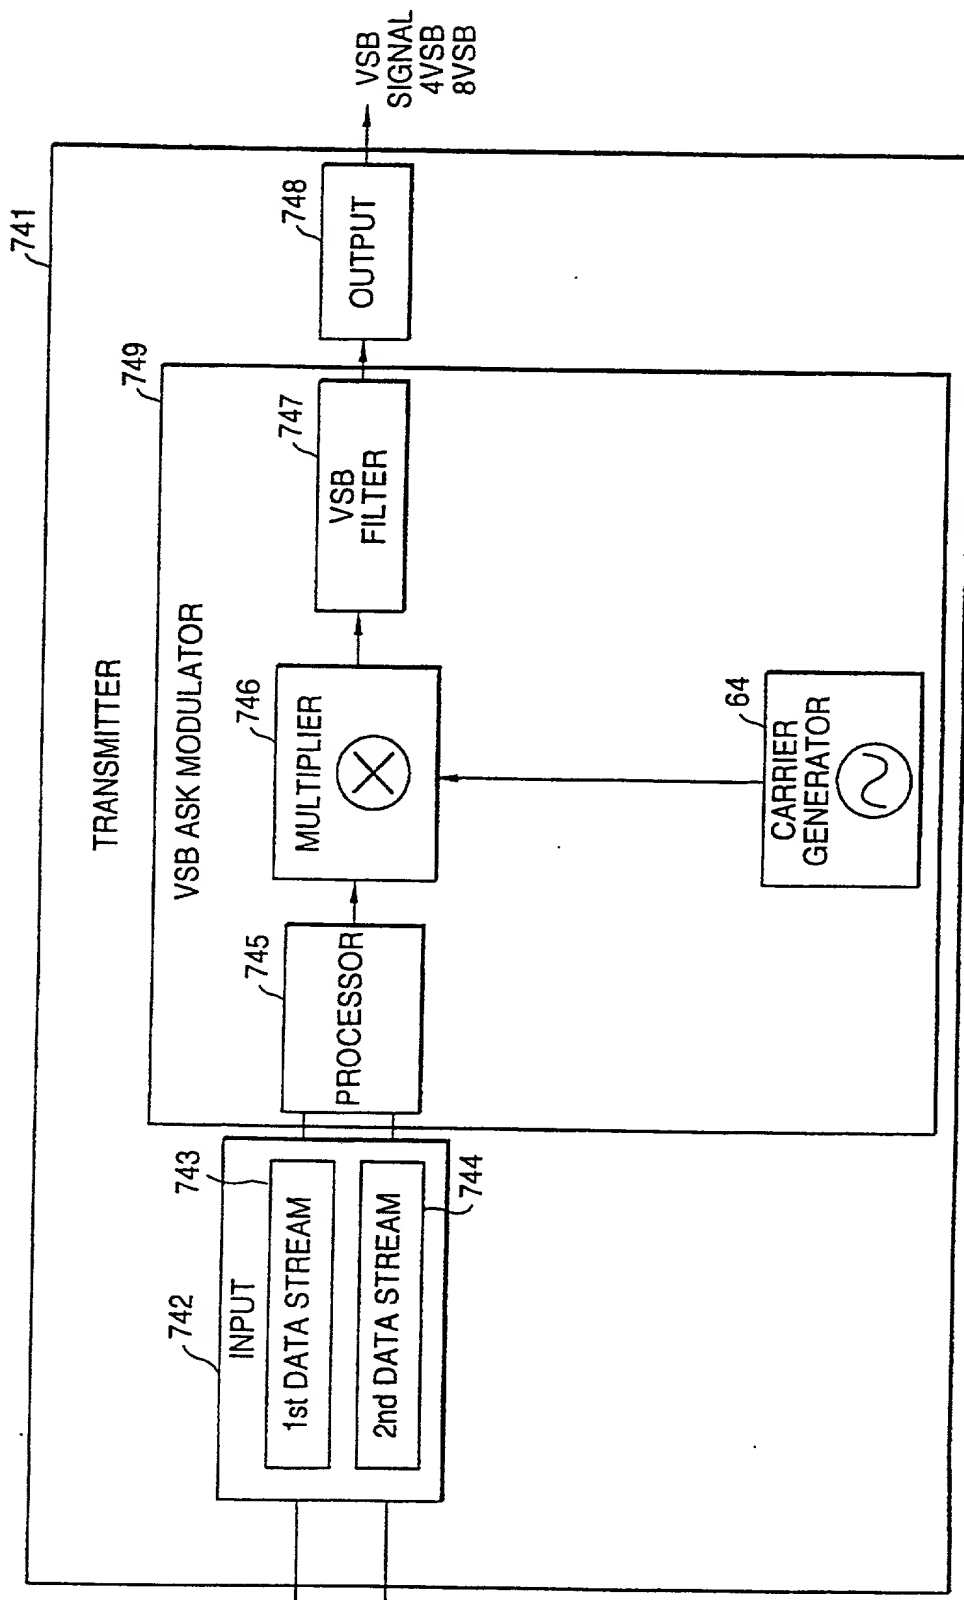 741
TRANSMITTER
749
VSB ASK MODULATOR
742
INPUT
743
1st DATA STREAM
2nd DATA STREAM
744
745
PROCESSOR
746
MULTIPLIER
747
VSB
FILTER
748
OUTPUT
VSB
SIGNAL
4VSB
8VSB
64
CARRIER
GENERATOR